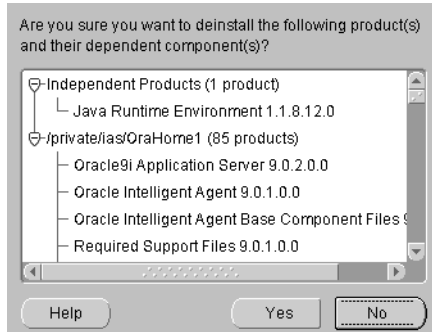 Are you sure you want to deinstall the following product(s)
and their dependent component(s)?
Independent Products (1 product)
Java Runtime Environment 1.1.8.12.0
/private/ias/OraHome1 (85 products)
Oracle9i Application Server 9.0.2.0.0
Oracle Intelligent Agent 9.0.1.0.0
Oracle Intelligent Agent Base Component Files 9
Required Support Files 9.0.1.0.0
Help
Yes
No